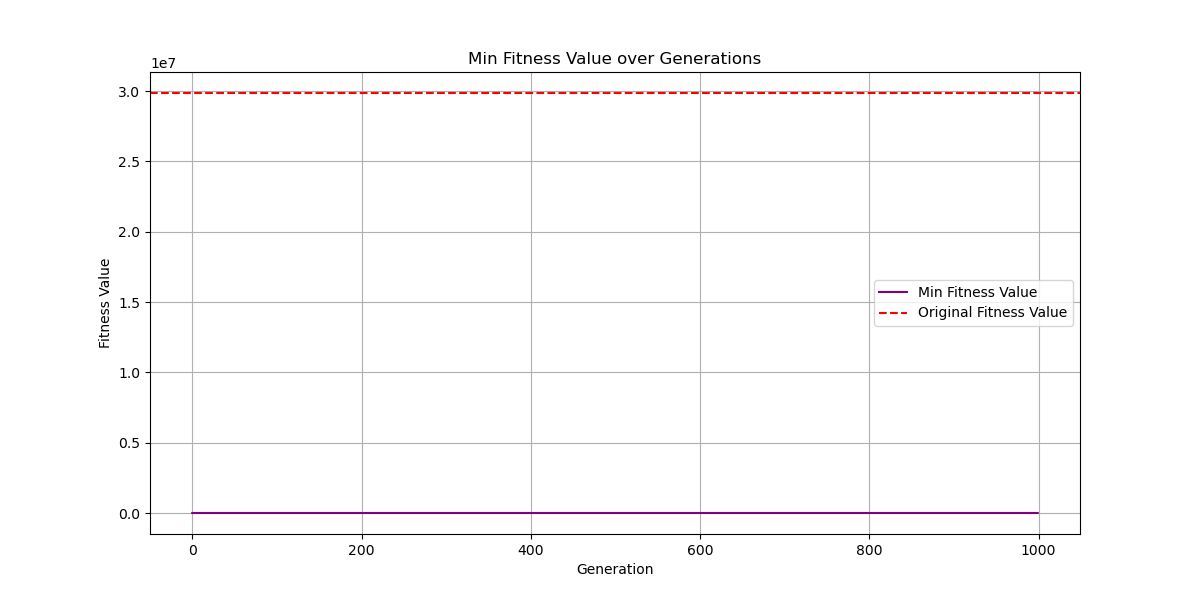 Min Fitness Value over Generations
1e7
3.0
2.5
2.0
1.5
1.0
0.5
0.0
Fitness Value
Min Fitness Value
Original Fitness Value
0 200 400 600 800 1000
Generation